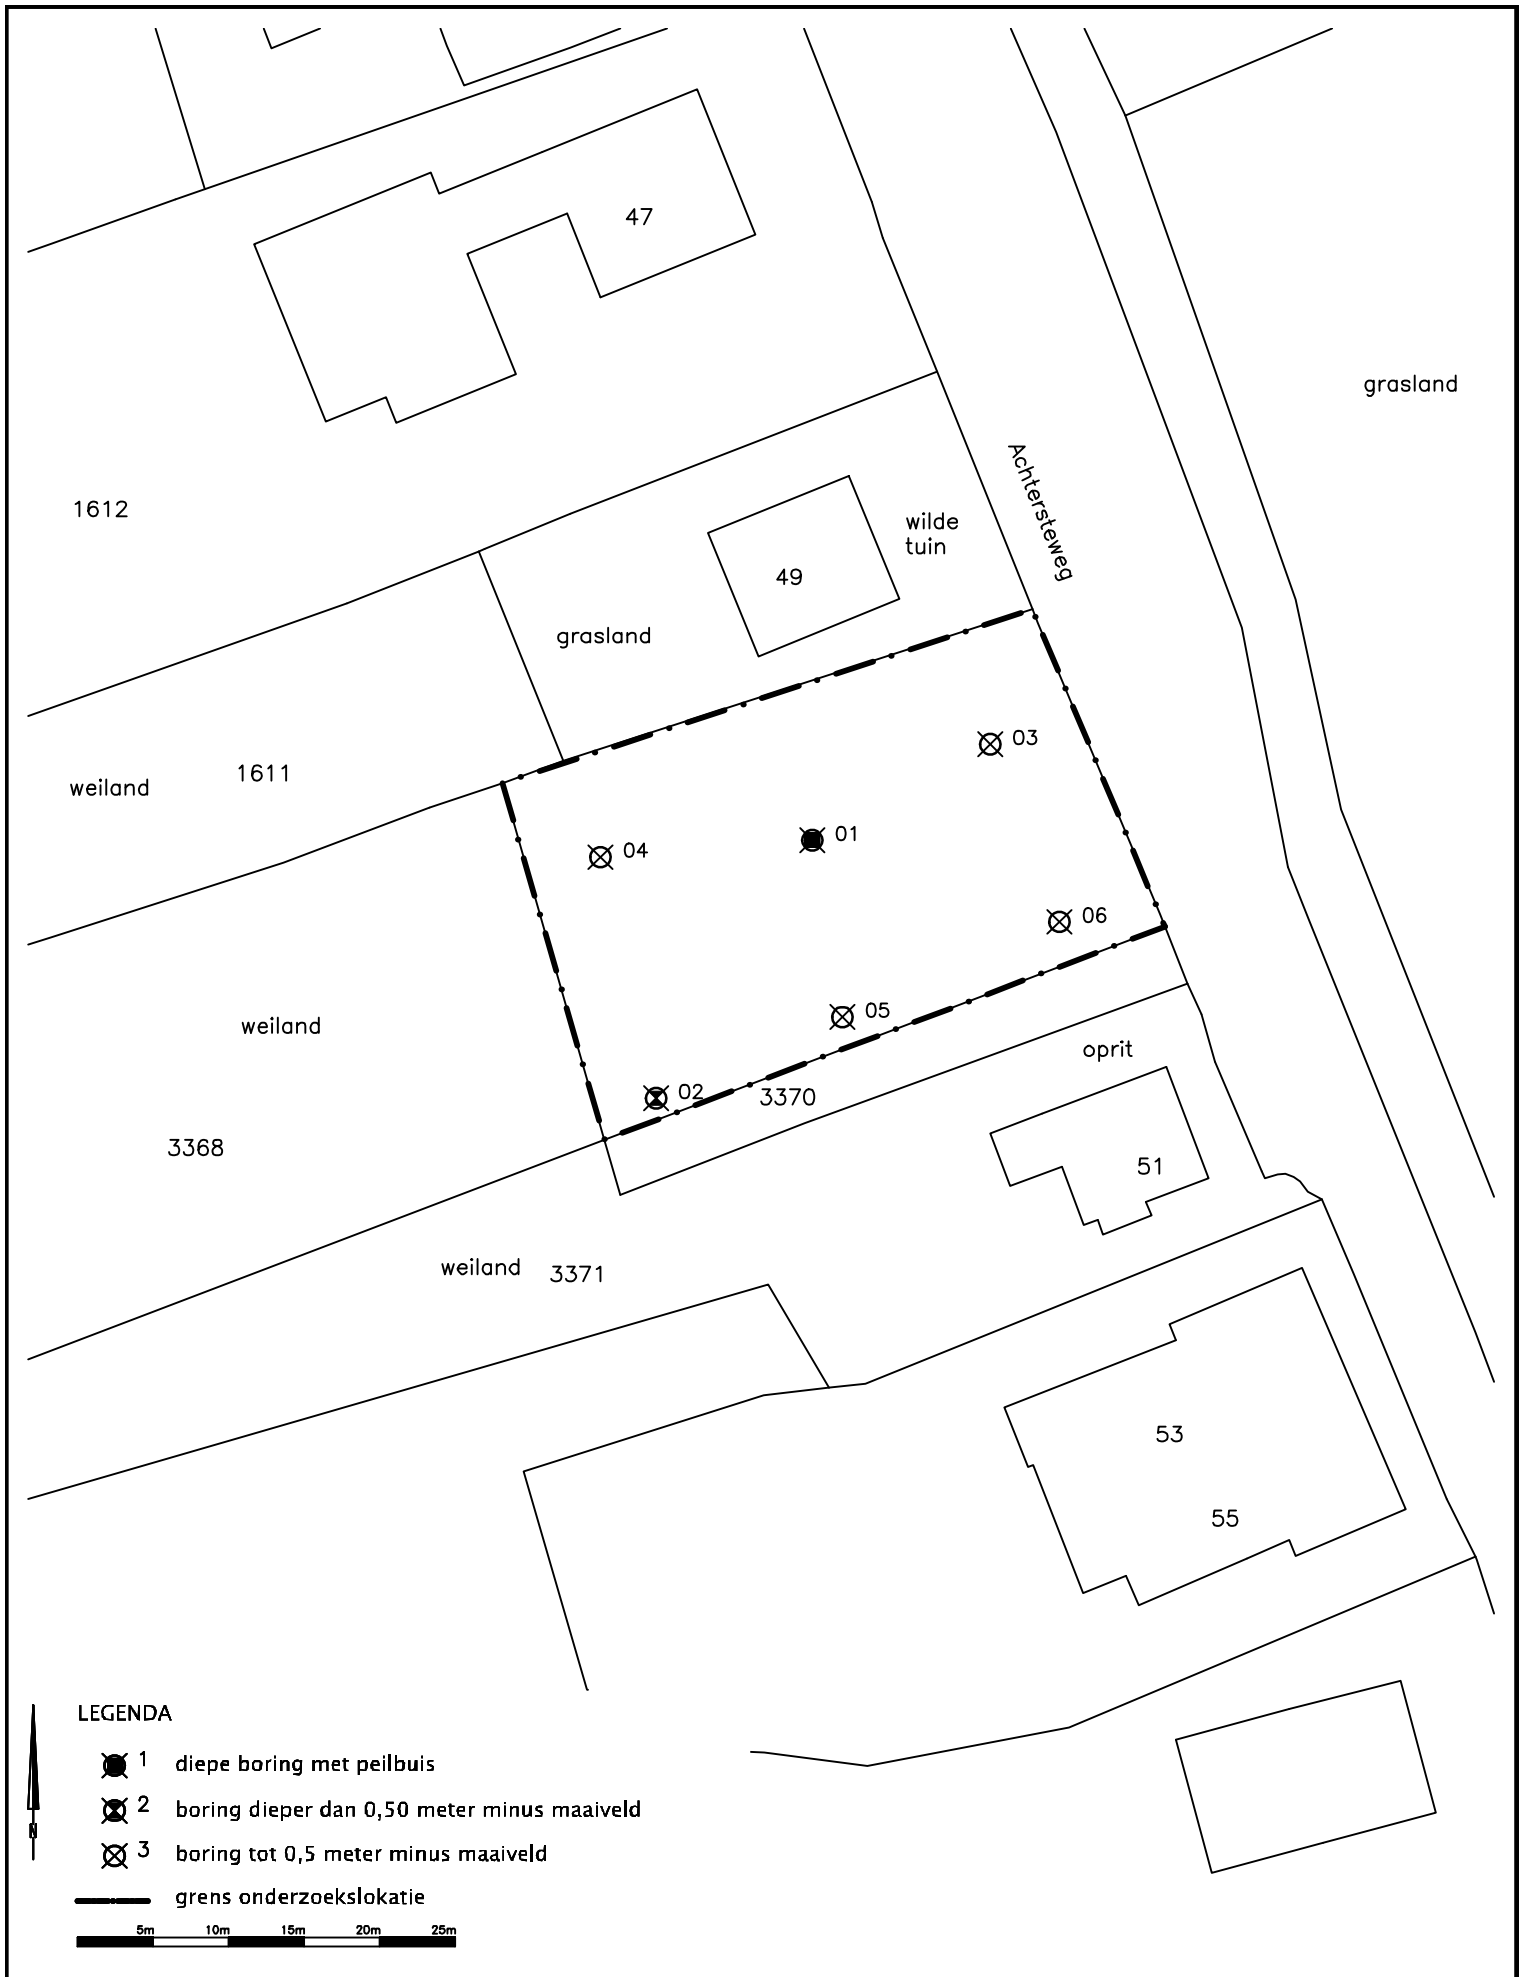 47
grasland
Achtersteweg
1612
wilde
tuin
49
grasland
03
1611
weiland
01
04
06
05
weiland
oprit
02
3370
3368
51
weiland
3371
53
55
LEGENDA
1 diepe boring met peilbuis
2 boring dieper dan 0,50 meter minus maaiveld
N
3 boring tot 0,5 meter minus maaiveld
grens onderzoekslokatie
5m 10m 15m 20m 25m